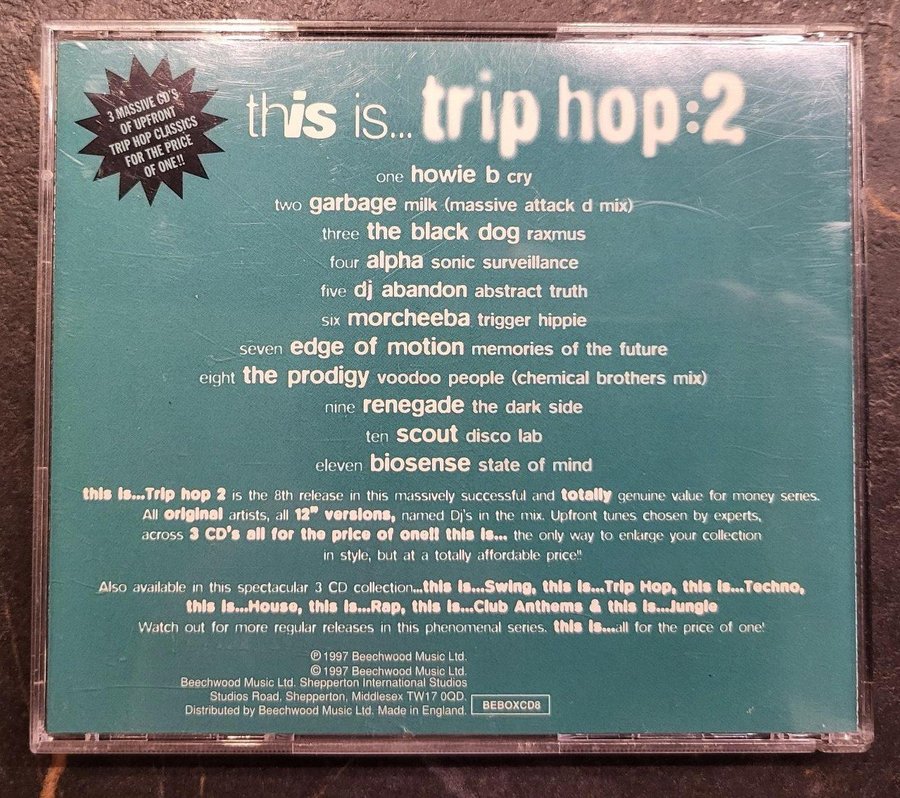 3 MASSIVE CD'S
OF UPFRONT
TRIP HOP CLASSICS
FOR THE PRICE
OF ONE!!
this is... trip hop:2
one howie b cry
two garbage milk (massive attack d mix)
three the black dog raxmus
four alpha sonic surveillance
five dj abandon abstract truth
six morcheeba trigger hippie
seven edge of motion memories of the future
eight the prodigy voodoo people (chemical brothers mix)
nine renegade the dark side
ten scout disco lab
eleven biosense state of mind
this is...Trip hop 2 is the 8th release in this massively successful and totally genuine value for money series.
All original artists, all 12" versions, named Dj's in the mix. Upfront tunes chosen by experts,
across 3 CD's all for the price of one!! this is... the only way to enlarge your collection
in style, but at a totally affordable price!!
Also available in this spectacular 3 CD collection...this is...Swing, this is...Trip Hop, this is...Techno,
this is...House, this is...Rap, this is...Club Anthems & this is...Jungle
Watch out for more regular releases in this phenomenal series. this is...all for the price of one!
℗ 1997 Beechwood Music Ltd.
© 1997 Beechwood Music Ltd.
Beechwood Music Ltd. Shepperton International Studios
Studios Road, Shepperton, Middlesex TW17 0QD.
Distributed by Beechwood Music Ltd. Made in England. BEBOXCD8